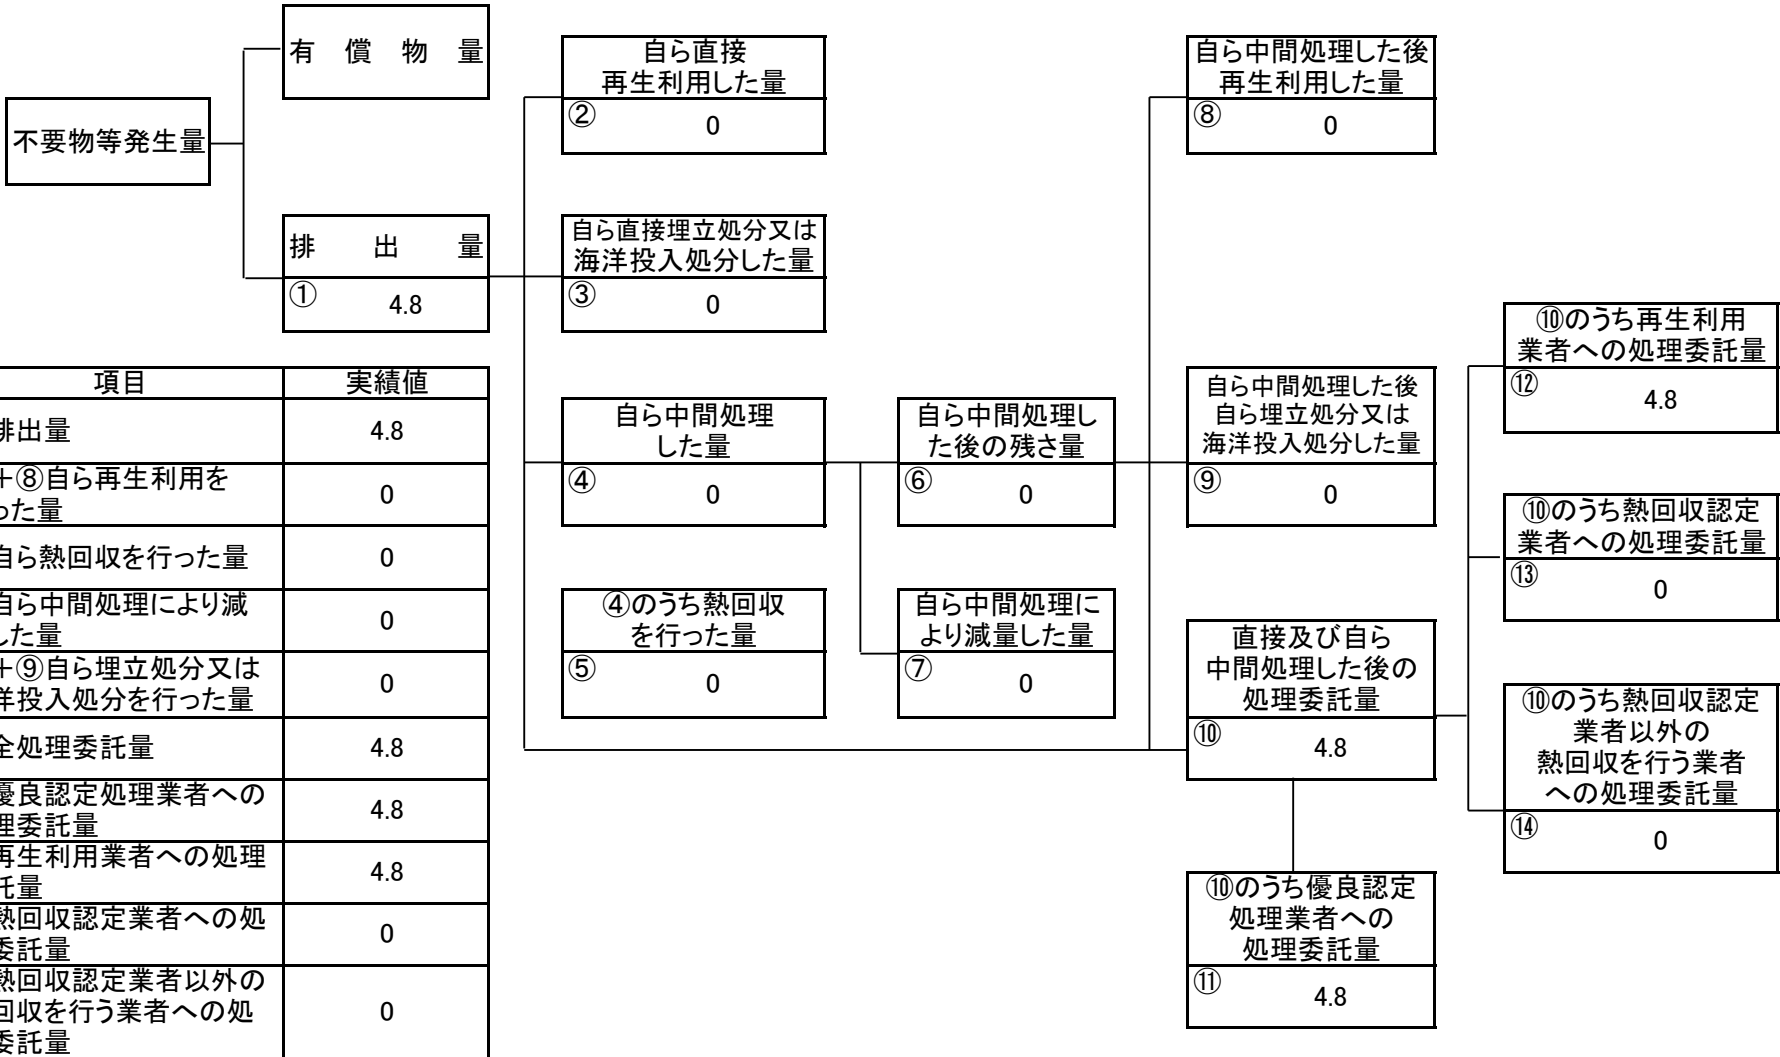 有償物量
不要物等発生量
排出量
①
4.8
自ら直接
再生利用した量
②
0
自ら直接埋立処分又は
海洋投入処分した量
③
0
自ら中間処理
した量
④
0
④のうち熱回収
を行った量
⑤
0
自ら中間処理し
た後の残さ量
⑥
0
自ら中間処理に
より減量した量
⑦
0
自ら中間処理した後
再生利用した量
⑧
0
自ら中間処理した後
自ら埋立処分又は
海洋投入処分した量
⑨
0
直接及び自ら
中間処理した後の
処理委託量
⑩
4.8
⑩のうち優良認定
処理業者への
処理委託量
⑪
4.8
⑩のうち再生利用
業者への処理委託量
⑫
4.8
⑩のうち熱回収認定
業者への処理委託量
⑬
0
⑩のうち熱回収認定
業者以外の
熱回収を行う業者
への処理委託量
⑭
0
項目 実績値
排出量 4.8
+⑧自ら再生利用を
った量
0
自ら熱回収を行った量 0
自ら中間処理により減
した量
0
+⑨自ら埋立処分又は
洋投入処分を行った量
0
全処理委託量 4.8
優良認定処理業者への
理委託量
4.8
再生利用業者への処理
託量
4.8
熱回収認定業者への処
委託量
0
熱回収認定業者以外の
回収を行う業者への処
委託量
0